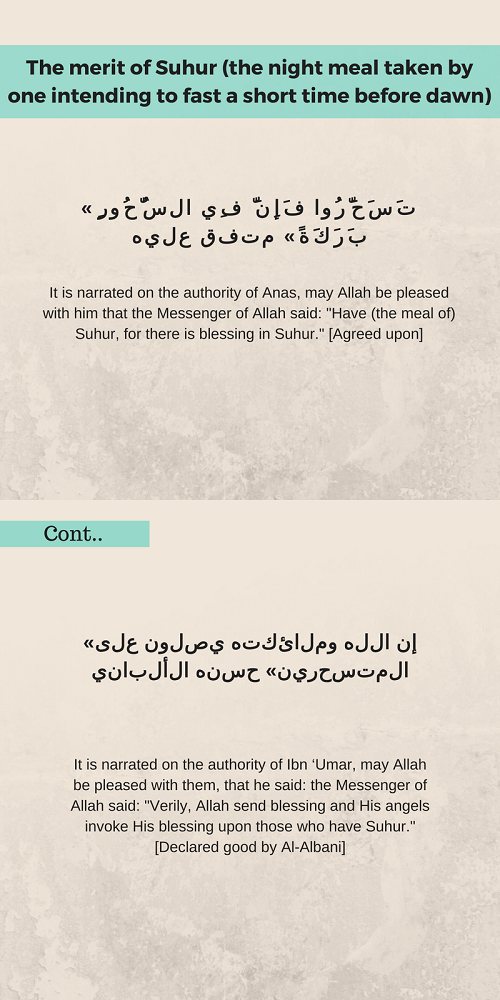 The merit of Suhur (the night meal taken by
one intending to fast a short time before dawn)
تَسَحَّرُوا فَإِنَّ فِي السَّحُورِ »
بَرَكَةً» متفق عليه
It is narrated on the authority of Anas, may Allah be pleased
with him that the Messenger of Allah said: "Have (the meal of)
Suhur, for there is blessing in Suhur." [Agreed upon]
Cont..
إن الله وملائكته يصلون على»
المتسحرين» حسنه الألباني
It is narrated on the authority of Ibn ‘Umar, may Allah
be pleased with them, that he said: the Messenger of
Allah said: "Verily, Allah send blessing and His angels
invoke His blessing upon those who have Suhur."
[Declared good by Al-Albani]